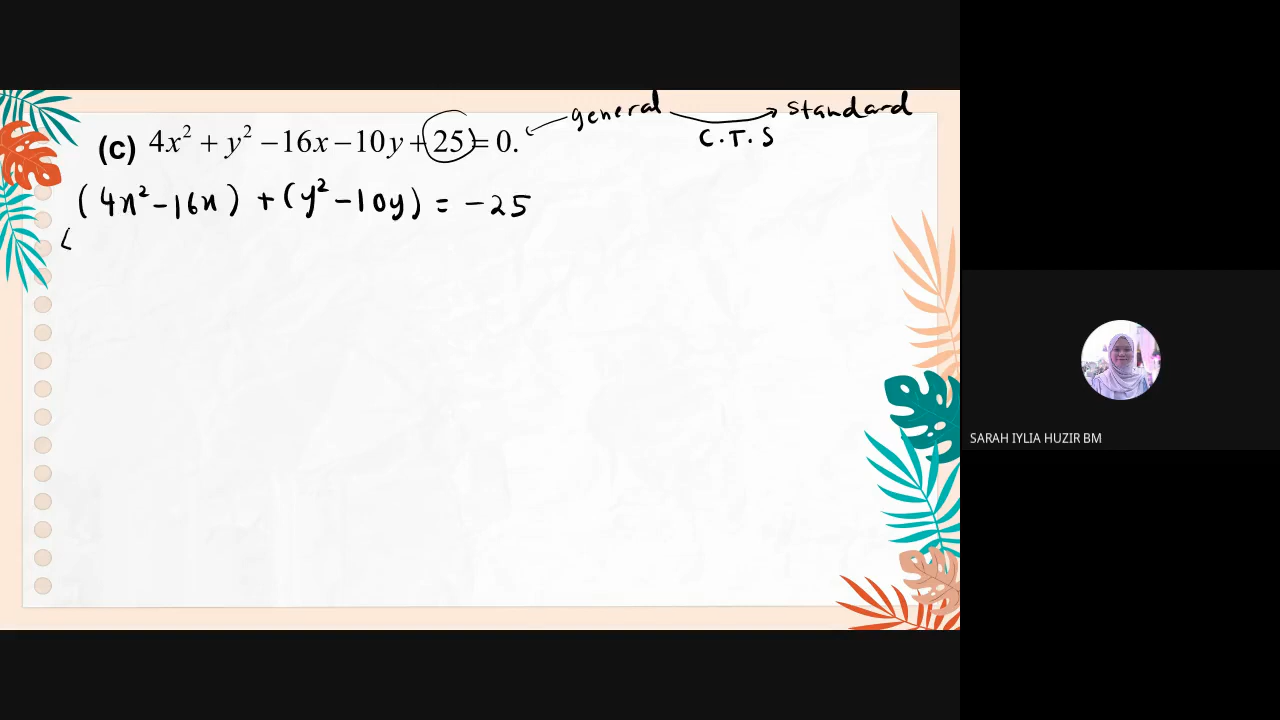 general → standard
C.T.S
(c) 4x² + y² − 16x − 10y + 25 = 0.
(4x² − 16x) + (y² − 10y) = −25
(
SARAH IYLIA HUZIR BM